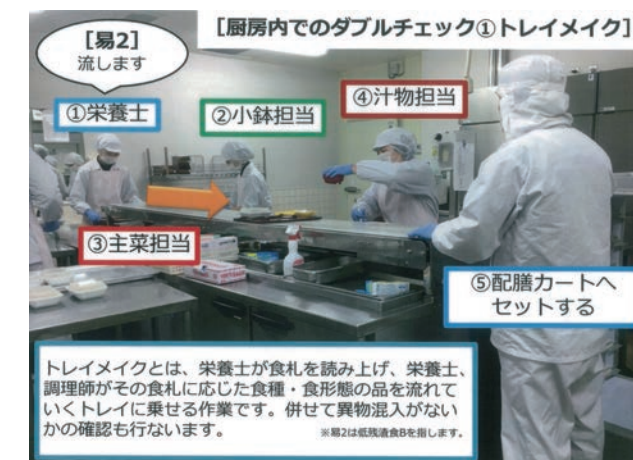 [厨房内でのダブルチェック①トレイメイク]
[易2]
流します
①栄養士
②小鉢担当
④汁物担当
③主菜担当
⑤配膳カートへ
セットする
トレイメイクとは、栄養士が食札を読み上げ、栄養士、
調理師がその食札に応じた食種・食形態の品を流れて
いくトレイに乗せる作業です。併せて異物混入がない
かの確認も行ないます。
※易2は低残渣食Bを指します。